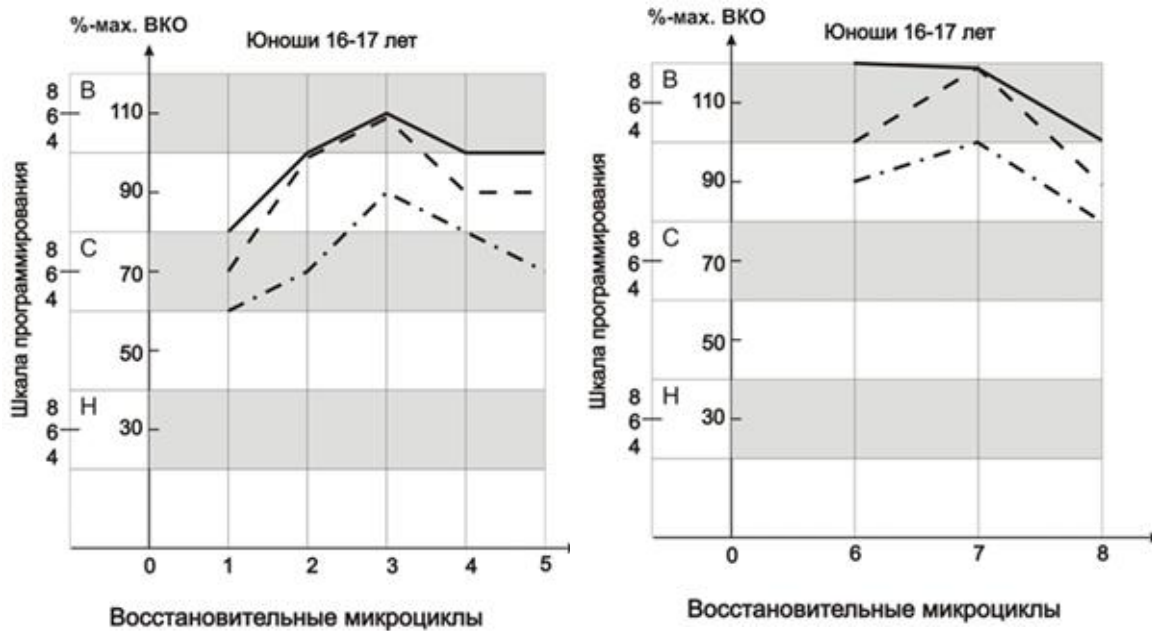 %-мах. ВКО
Юноши 16-17 лет
8
6
4
В
110
90
8
6
4
С
70
50
8
6
4
Н
30
0 1 2 3 4 5
Шкала программирования
Восстановительные микроциклы
%-мах. ВКО
Юноши 16-17 лет
8
6
4
В
110
90
8
6
4
С
70
50
8
6
4
Н
30
0 6 7 8
Шкала программирования
Восстановительные микроциклы